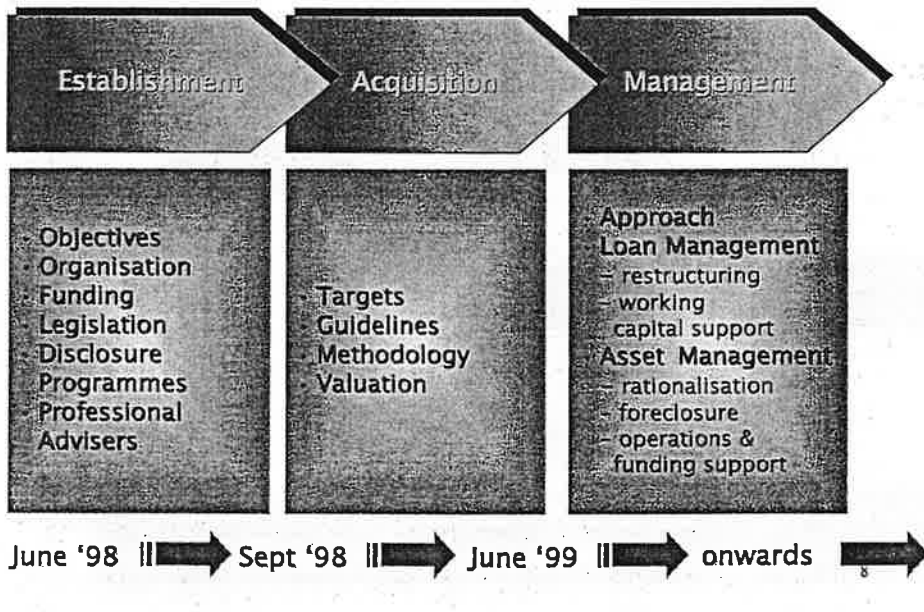 Establishment
Acquisition
Management
· Objectives
· Organisation
· Funding
· Legislation
· Disclosure
· Programmes
· Professional
Advisers
· Targets
· Guidelines
· Methodology
· Valuation
· Approach
· Loan Management
– restructuring
– working
capital support
· Asset Management
– rationalisation
– foreclosure
– operations &
funding support
June ‘98
Sept ‘98
June ‘99
onwards
8